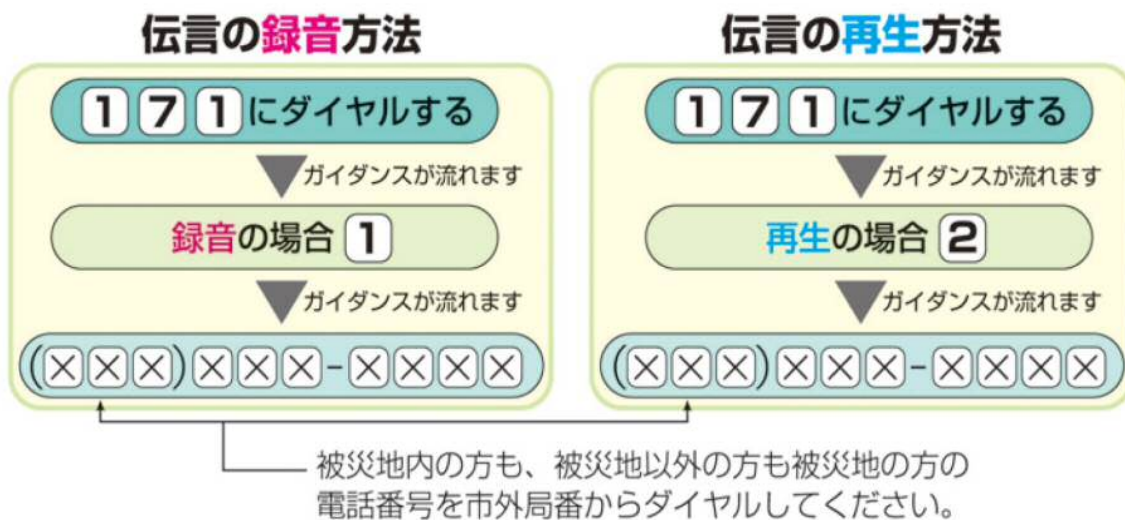 伝言の録音方法
171にダイヤルする
ガイダンスが流れます
録音の場合 1
ガイダンスが流れます
(×××)×××-××××
伝言の再生方法
171にダイヤルする
ガイダンスが流れます
再生の場合 2
ガイダンスが流れます
(×××)×××-××××
被災地内の方も、被災地以外の方も被災地の方の
電話番号を市外局番からダイヤルしてください。